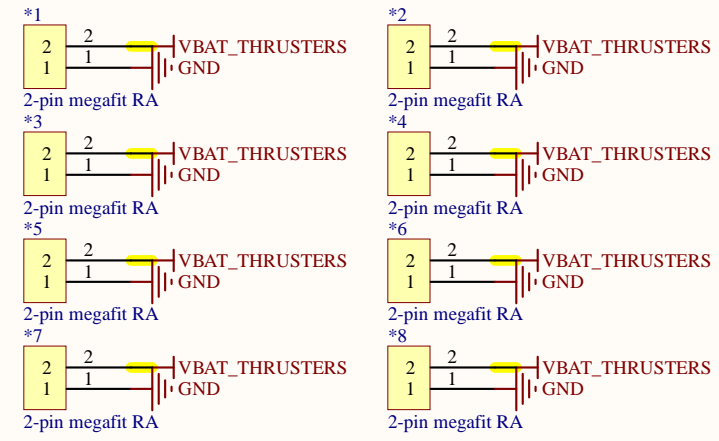 *1
2 2 VBAT_THRUSTERS
1 1 GND
2-pin megafit RA
*2
2 2 VBAT_THRUSTERS
1 1 GND
2-pin megafit RA
*3
2 2 VBAT_THRUSTERS
1 1 GND
2-pin megafit RA
*4
2 2 VBAT_THRUSTERS
1 1 GND
2-pin megafit RA
*5
2 2 VBAT_THRUSTERS
1 1 GND
2-pin megafit RA
*6
2 2 VBAT_THRUSTERS
1 1 GND
2-pin megafit RA
*7
2 2 VBAT_THRUSTERS
1 1 GND
2-pin megafit RA
*8
2 2 VBAT_THRUSTERS
1 1 GND
2-pin megafit RA